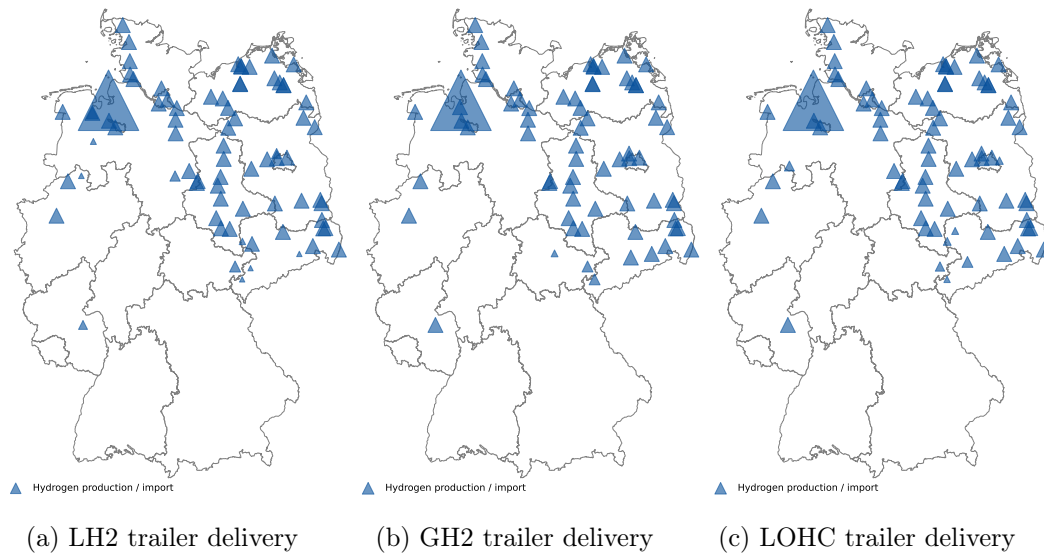 Hydrogen production / import
Hydrogen production / import
Hydrogen production / import
(a) LH2 trailer delivery
(b) GH2 trailer delivery
(c) LOHC trailer delivery